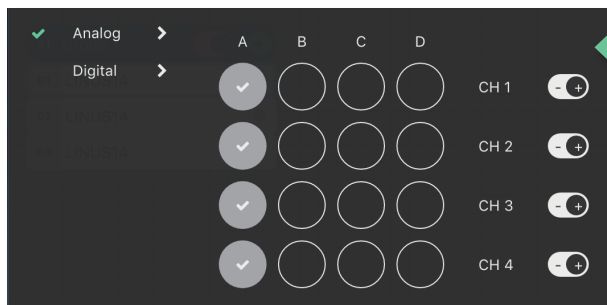 Analog
Digital
A B C D
CH 1 - +
CH 2 - +
CH 3 - +
CH 4 - +